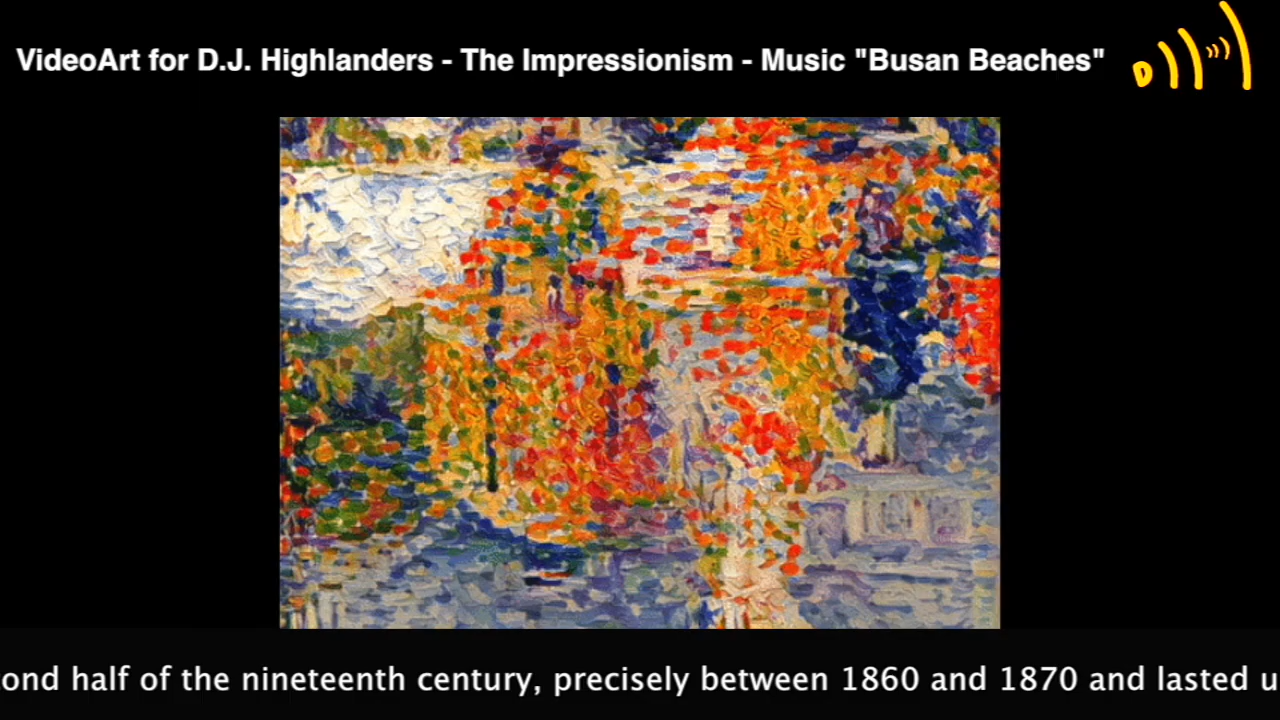 VideoArt for D.J. Highlanders - The Impressionism - Music "Busan Beaches"
D
ond half of the nineteenth century, precisely between 1860 and 1870 and lasted u